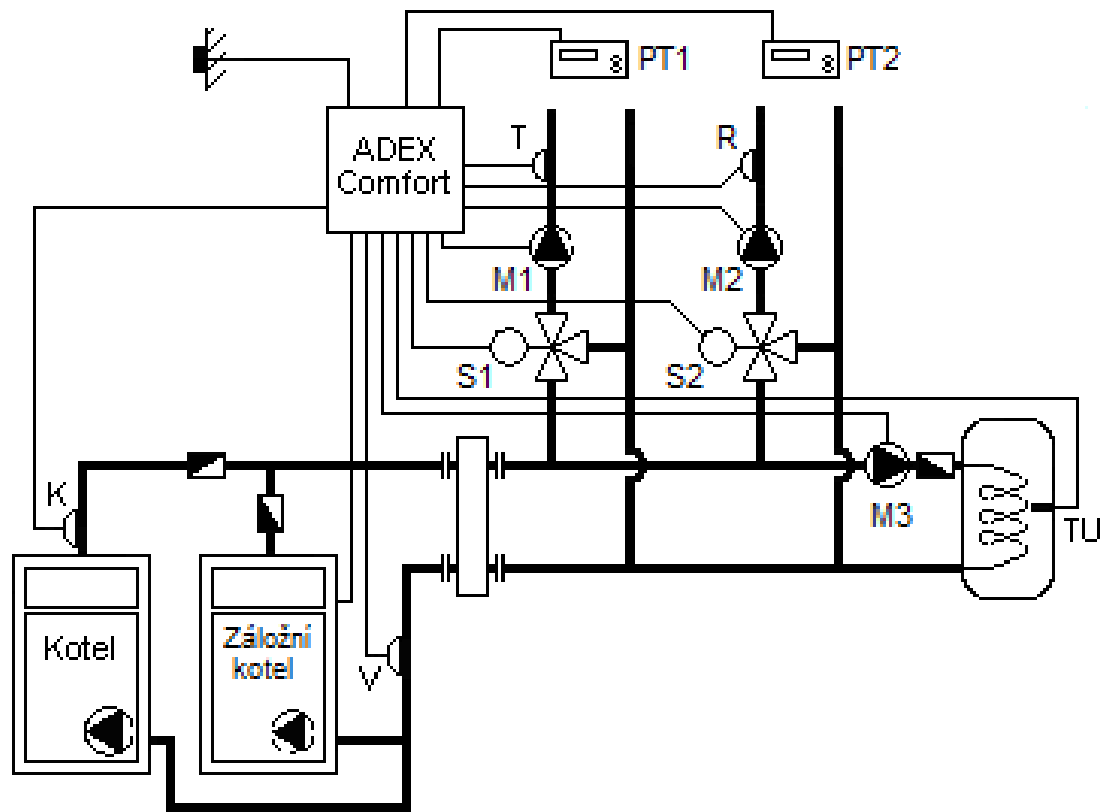 PT1
PT2
ADEX
Comfort
T
R
M1
M2
S1
S2
K
M3
TU
Kotel
Záložní
kotel
V